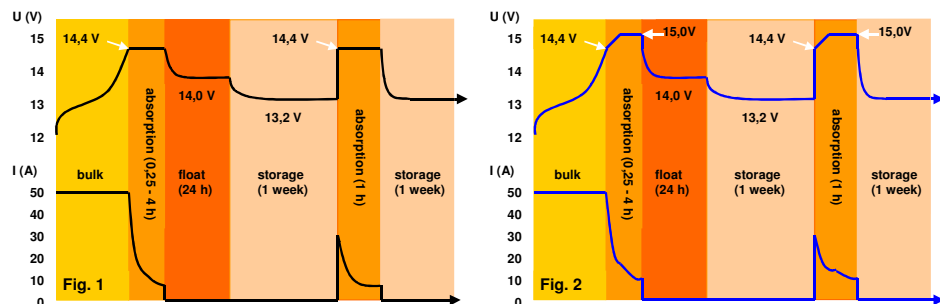 U (V)
15
14
13
12
I (A)
50
40
30
20
10
0
14,4 V
14,0 V
13,2 V
14,4 V
bulk
absorption (0,25 - 4 h)
float
(24 h)
storage
(1 week)
absorption (1 h)
storage
(1 week)
Fig. 1
U (V)
15
14
13
12
I (A)
50
40
30
20
10
0
14,4 V
15,0V
14,0 V
13,2 V
14,4 V
15,0V
bulk
absorption (0,25 - 4 h)
float
(24 h)
storage
(1 week)
absorption (1 h)
storage
(1 week)
Fig. 2